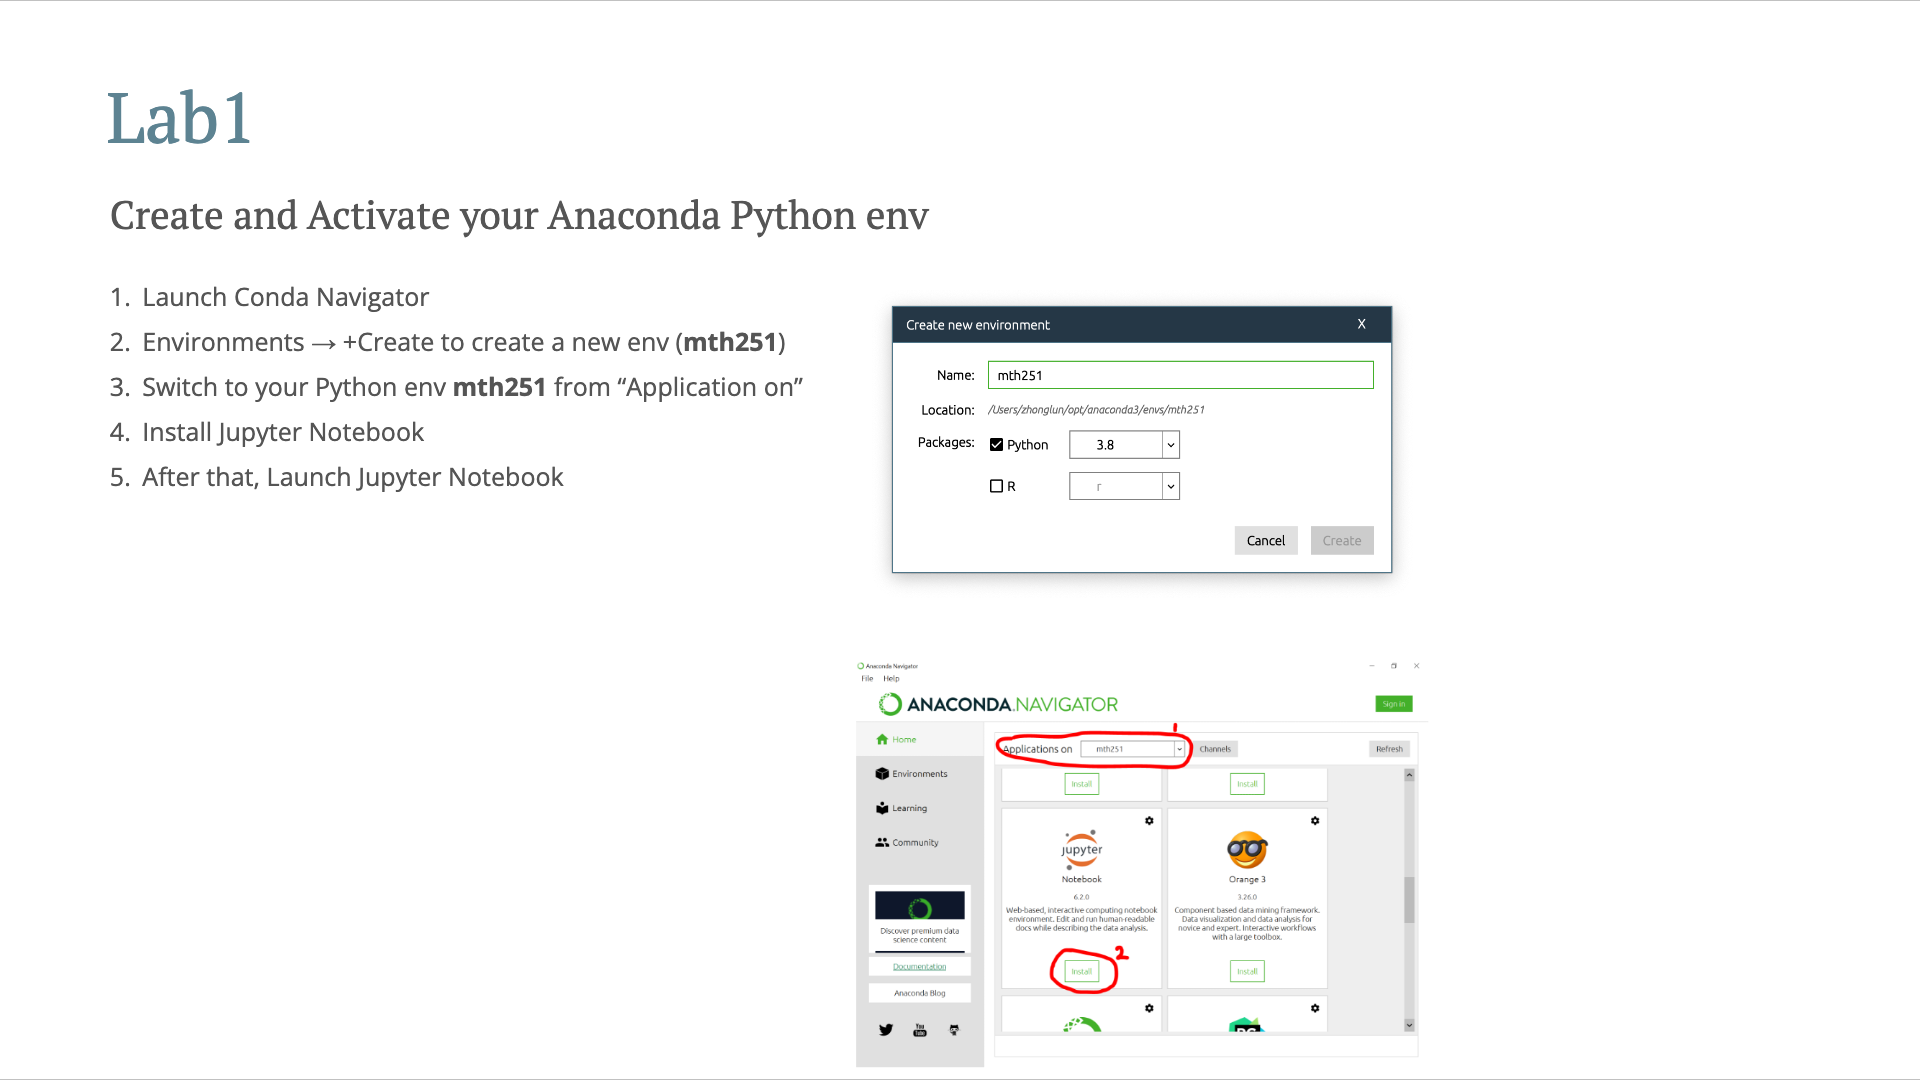 Lab1
Create and Activate your Anaconda Python env
1. Launch Conda Navigator
2. Environments → +Create to create a new env (mth251)
3. Switch to your Python env mth251 from “Application on”
4. Install Jupyter Notebook
5. After that, Launch Jupyter Notebook
Create new environment X
Name: mth251
Location: /Users/zhonglun/opt/anaconda3/envs/mth251
Packages: Python 3.8
R r
Cancel Create
Anaconda Navigator
File Help
ANACONDA.NAVIGATOR Sign in
1
Home
Applications on mth251 Channels Refresh
Environments
Install Install
Learning
Community
jupyter
Notebook
6.2.0
Web-based, interactive computing notebook
environment. Edit and run human-readable
docs while describing the data analysis.
2
Install
Orange 3
3.26.0
Component based data mining framework.
Data visualization and data analysis for
novice and expert. Interactive workflows
with a large toolbox.
Install
Discover premium data
science content
Documentation
Anaconda Blog
You
Tube
PC